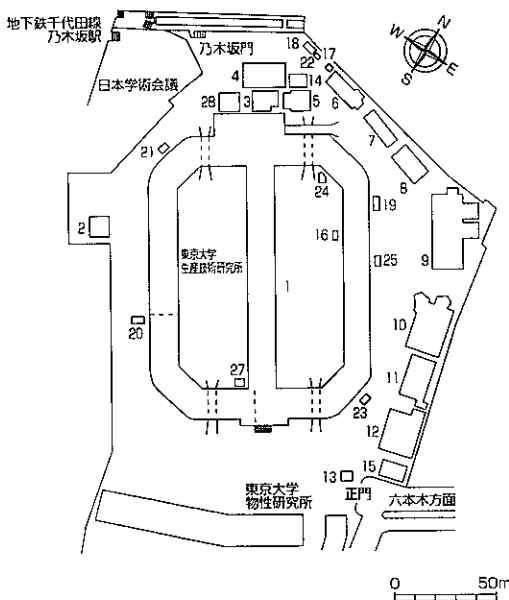 地下鉄千代田線
乃木坂駅
乃木坂門
日本学術会議
N
W
E
S
18
17
22
4
14
28
3
5
6
7
8
21
24
19
2
16
9
東京大学
生産技術研究所
25
1
20
10
27
11
23
12
13
15
東京大学
物性研究所
正門
六本木方面
0
50m